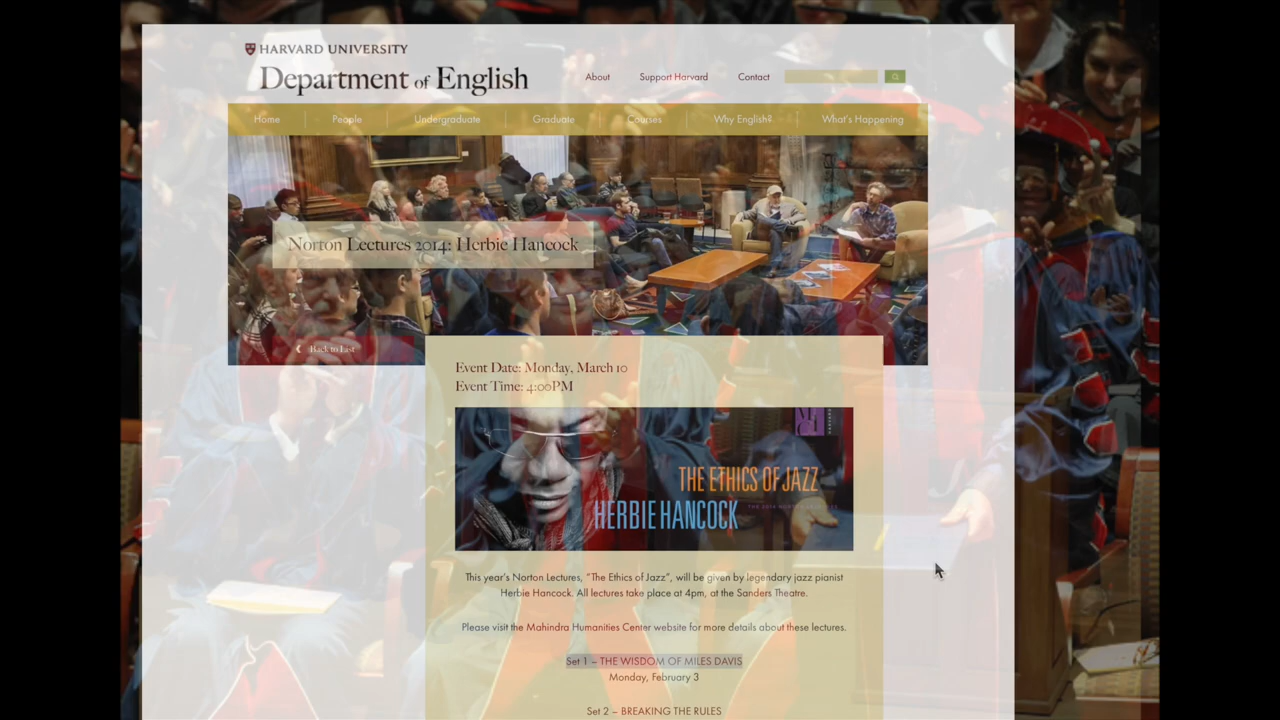 HARVARD UNIVERSITY
Department of English
About Support Harvard Contact
Home People Undergraduate Graduate Courses Why English? What's Happening
Norton Lectures 2014: Herbie Hancock
Back to List
Event Date: Monday, March 10
Event Time: 4:00PM
THE ETHICS OF JAZZ
HERBIE HANCOCK
This year's Norton Lectures, "The Ethics of Jazz", will be given by legendary jazz pianist
Herbie Hancock. All lectures take place at 4pm, at the Sanders Theatre.
Please visit the Mahindra Humanities Center website for more details about these lectures.
Set 1 – THE WISDOM OF MILES DAVIS
Monday, February 3
Set 2 – BREAKING THE RULES